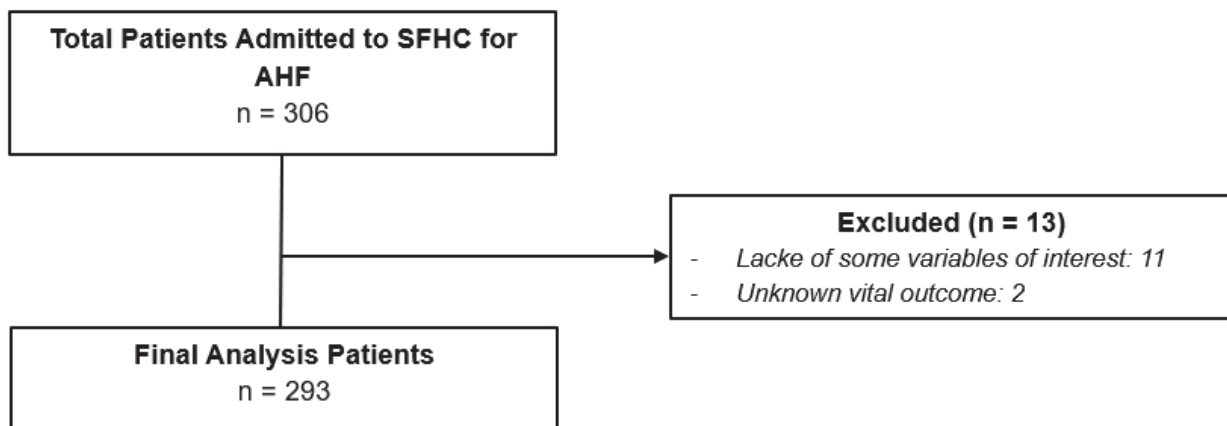 Total Patients Admitted to SFHC for
AHF
n = 306
Excluded (n = 13)
- Lacke of some variables of interest: 11
- Unknown vital outcome: 2
Final Analysis Patients
n = 293